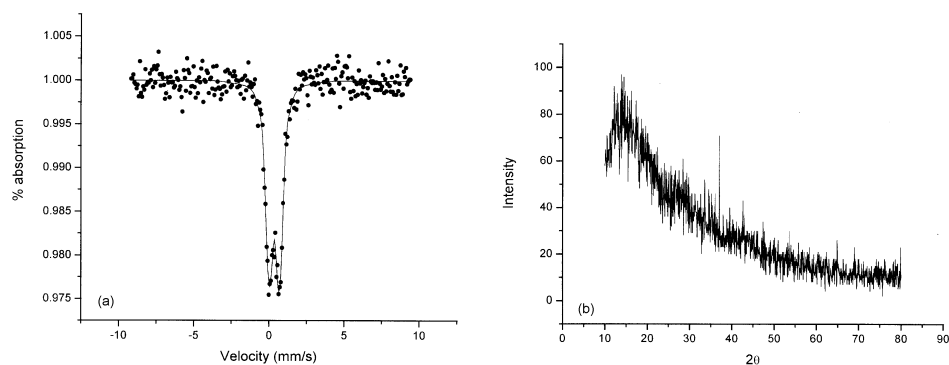 1.005
1.000
0.995
0.990
0.985
0.980
0.975
% absorption
(a)
-10 -5 0 5 10
Velocity (mm/s)
100
80
60
40
20
0
Intensity
(b)
0 10 20 30 40 50 60 70 80 90
2θ